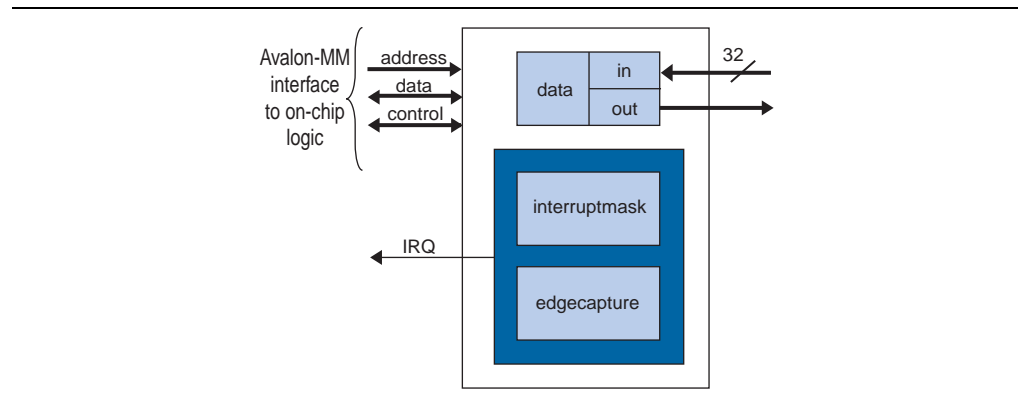 Avalon-MM
interface
to on-chip
logic
address
data
control
data
in
out
32
interruptmask
IRQ
edgecapture